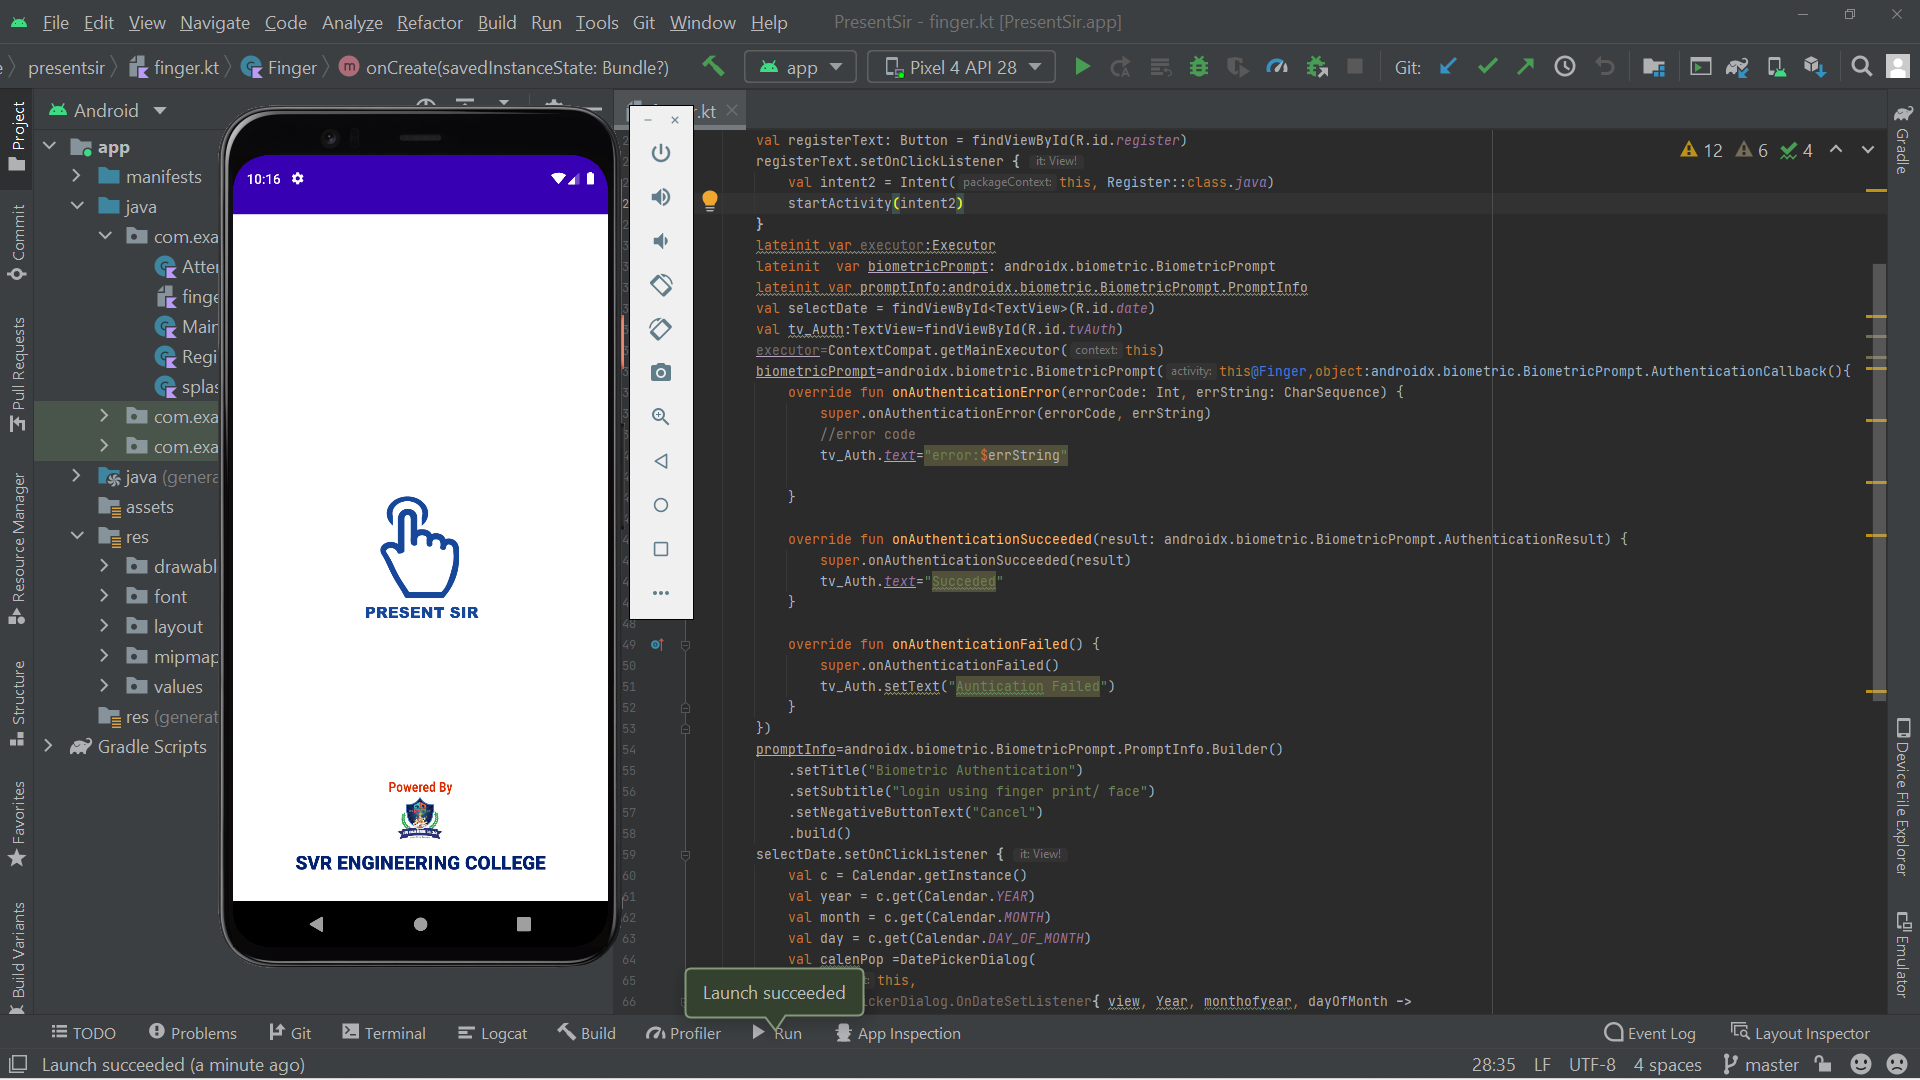 File Edit View Navigate Code Analyze Refactor Build Run Tools Git Window Help PresentSir - finger.kt [PresentSir.app]
presentsir finger.kt Finger onCreate(savedInstanceState: Bundle?) app Pixel 4 API 28 Git:
Android
app
manifests
java
com.exa
Atter
finge
Main
Regi
splas
com.exa
com.exa
java (genera
assets
res
drawabl
font
layout
mipmap
values
res (generat
Gradle Scripts
Project
Commit
Pull Requests
Resource Manager
Structure
Favorites
Build Variants
10:16
PRESENT SIR
Powered By
SVR ENGINEERING COLLEGE
.kt
12 6 4
val registerText: Button = findViewById(R.id.register)
registerText.setOnClickListener { it: View!
val intent2 = Intent( packageContext: this, Register::class.java)
startActivity(intent2)
}
lateinit var executor:Executor
lateinit  var biometricPrompt: androidx.biometric.BiometricPrompt
lateinit var promptInfo:androidx.biometric.BiometricPrompt.PromptInfo
val selectDate = findViewById<TextView>(R.id.date)
val tv_Auth:TextView=findViewById(R.id.tvAuth)
executor=ContextCompat.getMainExecutor( context: this)
biometricPrompt=androidx.biometric.BiometricPrompt( activity: this@Finger,object:androidx.biometric.BiometricPrompt.AuthenticationCallback(){
override fun onAuthenticationError(errorCode: Int, errString: CharSequence) {
super.onAuthenticationError(errorCode, errString)
//error code
tv_Auth.text="error:$errString"
}
override fun onAuthenticationSucceeded(result: androidx.biometric.BiometricPrompt.AuthenticationResult) {
super.onAuthenticationSucceeded(result)
tv_Auth.text="Succeded"
}
48
49 override fun onAuthenticationFailed() {
50 super.onAuthenticationFailed()
51 tv_Auth.setText("Auntication Failed")
52 }
53 })
54 promptInfo=androidx.biometric.BiometricPrompt.PromptInfo.Builder()
55 .setTitle("Biometric Authentication")
56 .setSubtitle("login using finger print/ face")
57 .setNegativeButtonText("Cancel")
58 .build()
59 selectDate.setOnClickListener { it: View!
60 val c = Calendar.getInstance()
61 val year = c.get(Calendar.YEAR)
62 val month = c.get(Calendar.MONTH)
63 val day = c.get(Calendar.DAY_OF_MONTH)
64 val calenPop =DatePickerDialog(
65 this,
66 ckerDialog.OnDateSetListener{ view, Year, monthofyear, dayOfMonth ->
Launch succeeded
Gradle
Device File Explorer
Emulator
TODO Problems Git Terminal Logcat Build Profiler Run App Inspection Event Log Layout Inspector
Launch succeeded (a minute ago) 28:35 LF UTF-8 4 spaces master